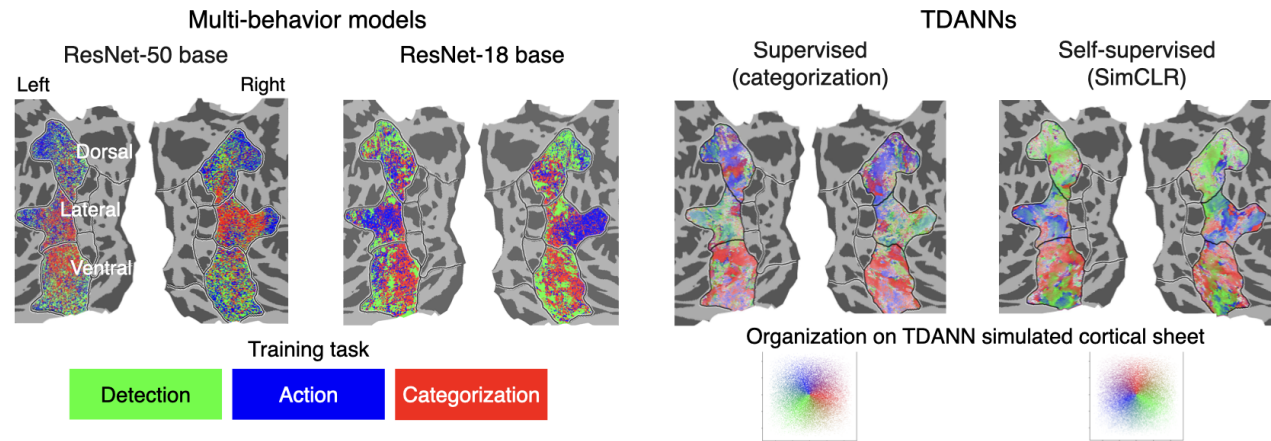 Multi-behavior models
ResNet-50 base
ResNet-18 base
Left
Right
Dorsal
Lateral
Ventral
Training task
Detection
Action
Categorization
TDANNs
Supervised
(categorization)
Self-supervised
(SimCLR)
Organization on TDANN simulated cortical sheet